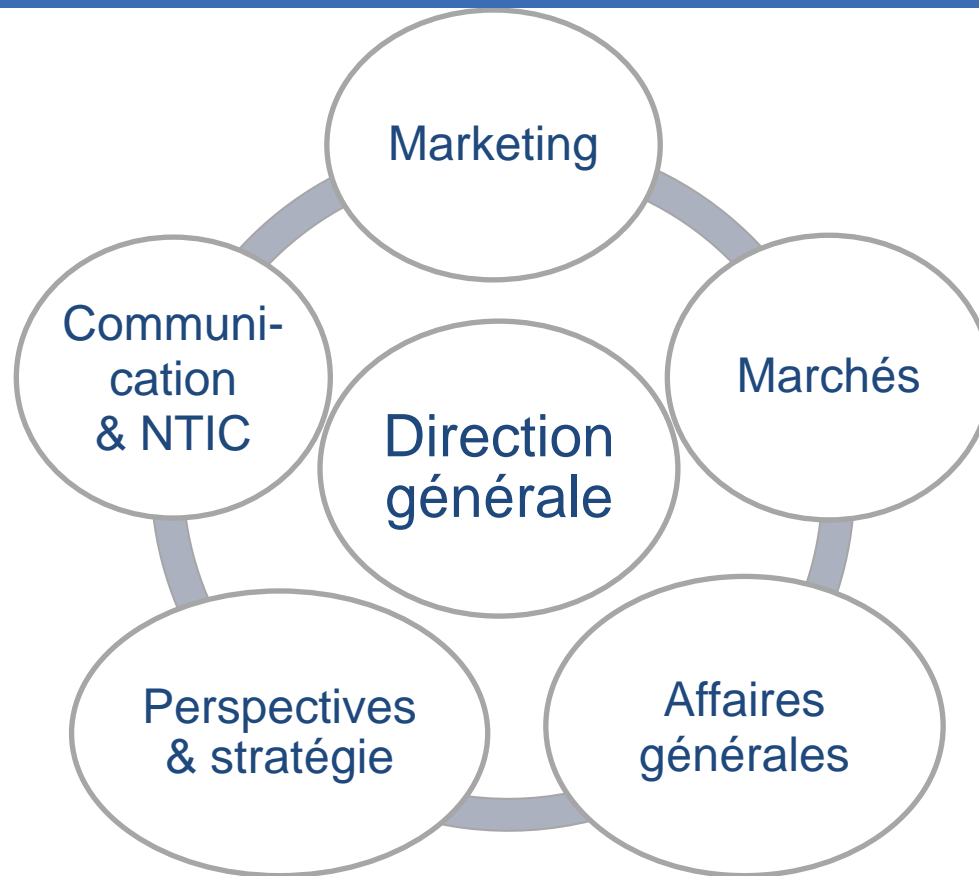 Marketing
Communi-
cation
& NTIC
Marchés
Direction
générale
Perspectives
& stratégie
Affaires
générales